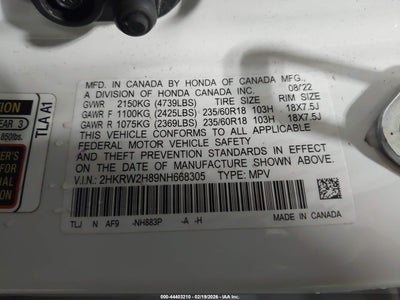 MFD. IN CANADA BY HONDA OF CANADA MFG.,
A DIVISION OF HONDA CANADA INC. 08/22
GVWR 2150KG (4739LBS) TIRE SIZE RIM SIZE
GAWR F 1100KG (2425LBS) 235/60R18 103H 18X7.5J
GAWR R 1075KG (2369LBS) 235/60R18 103H 18X7.5J
THIS VEHICLE CONFORMS TO ALL APPLICABLE
FEDERAL MOTOR VEHICLE SAFETY
AND THEFT PREVENTION STANDARDS IN EFFECT
ON THE DATE OF MANUFACTURE SHOWN ABOVE.
V.I.N.: 2HKRW2H89NH668305 TYPE: MPV
TLJ N AF9 -NH883P -A -H MADE IN CANADA
TLA A1
EAR 3
850lbs.
000-44403210 - 02/19/2026 - IAA Inc.